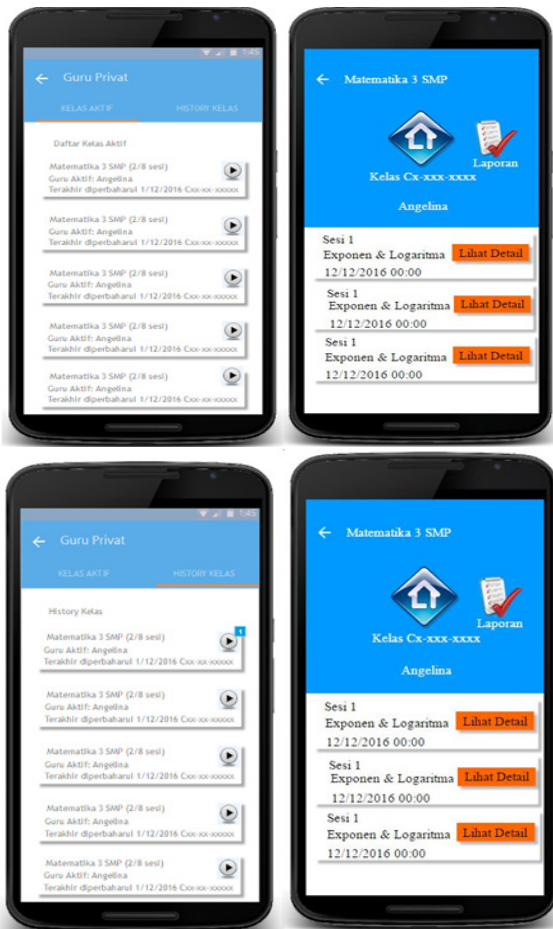 1:45
Guru Privat
KELAS AKTIF HISTORY KELAS
Daftar Kelas Aktif
Matematika 3 SMP (2/8 sesi)
Guru Aktif: Angelina
Terakhir diperbaharui 1/12/2016 Cxx-xx-xxxxx
Matematika 3 SMP (2/8 sesi)
Guru Aktif: Angelina
Terakhir diperbaharui 1/12/2016 Cxx-xx-xxxxx
Matematika 3 SMP (2/8 sesi)
Guru Aktif: Angelina
Terakhir diperbaharui 1/12/2016 Cxx-xx-xxxxx
Matematika 3 SMP (2/8 sesi)
Guru Aktif: Angelina
Terakhir diperbaharui 1/12/2016 Cxx-xx-xxxxx
Matematika 3 SMP (2/8 sesi)
Guru Aktif: Angelina
Terakhir diperbaharui 1/12/2016 Cxx-xx-xxxxx
Matematika 3 SMP
Laporan
Kelas Cx-xxx-xxxx
Angelina
Sesi 1
Exponen & Logaritma Lihat Detail
12/12/2016 00:00
Sesi 1
Exponen & Logaritma Lihat Detail
12/12/2016 00:00
Sesi 1
Exponen & Logaritma Lihat Detail
12/12/2016 00:00
1:45
Guru Privat
KELAS AKTIF HISTORY KELAS
History Kelas
Matematika 3 SMP (2/8 sesi) 1
Guru Aktif: Angelina
Terakhir diperbaharui 1/12/2016 Cxx-xx-xxxxx
Matematika 3 SMP (2/8 sesi)
Guru Aktif: Angelina
Terakhir diperbaharui 1/12/2016 Cxx-xx-xxxxx
Matematika 3 SMP (2/8 sesi)
Guru Aktif: Angelina
Terakhir diperbaharui 1/12/2016 Cxx-xx-xxxxx
Matematika 3 SMP (2/8 sesi)
Guru Aktif: Angelina
Terakhir diperbaharui 1/12/2016 Cxx-xx-xxxxx
Matematika 3 SMP (2/8 sesi)
Guru Aktif: Angelina
Terakhir diperbaharui 1/12/2016 Cxx-xx-xxxxx
Matematika 3 SMP
Laporan
Kelas Cx-xxx-xxxx
Angelina
Sesi 1
Exponen & Logaritma Lihat Detail
12/12/2016 00:00
Sesi 1
Exponen & Logaritma Lihat Detail
12/12/2016 00:00
Sesi 1
Exponen & Logaritma Lihat Detail
12/12/2016 00:00